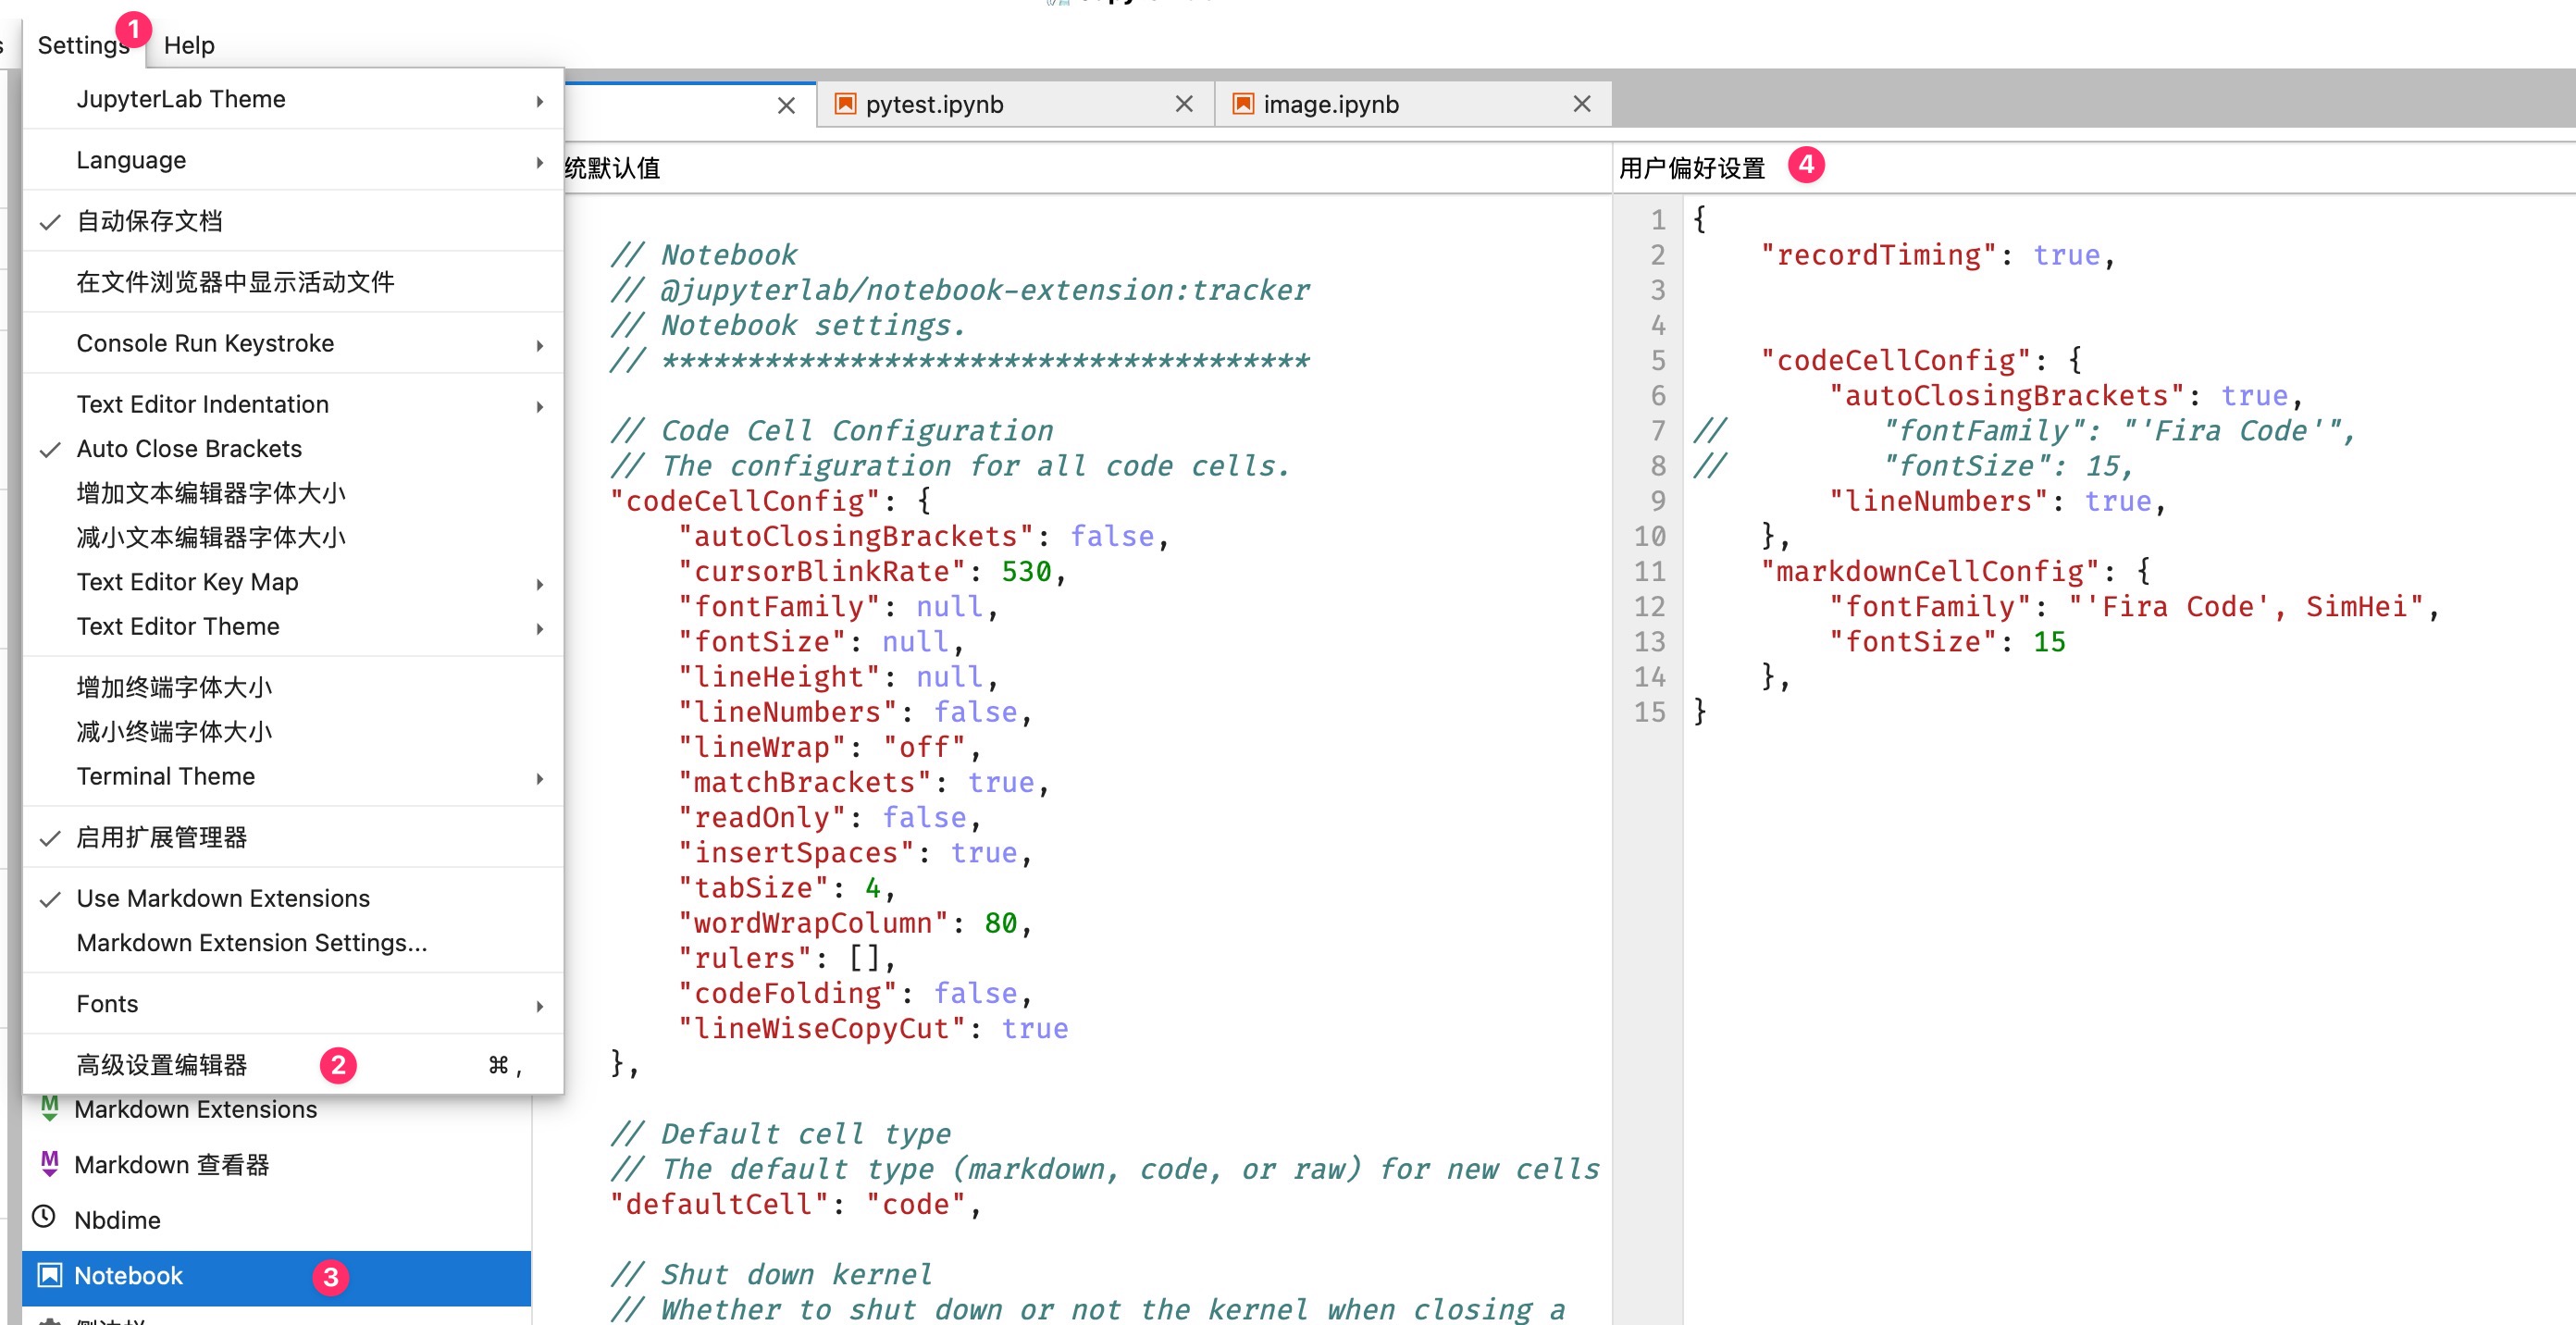 Settings
1
Help
JupyterLab Theme
Language
自动保存文档
在文件浏览器中显示活动文件
Console Run Keystroke
Text Editor Indentation
Auto Close Brackets
增加文本编辑器字体大小
减小文本编辑器字体大小
Text Editor Key Map
Text Editor Theme
增加终端字体大小
减小终端字体大小
Terminal Theme
启用扩展管理器
Use Markdown Extensions
Markdown Extension Settings...
Fonts
高级设置编辑器 2 ⌘ ,
Markdown Extensions
Markdown 查看器
Nbdime
Notebook 3
pytest.ipynb
image.ipynb
统默认值
// Notebook
// @jupyterlab/notebook-extension:tracker
// Notebook settings.
// **************************************
// Code Cell Configuration
// The configuration for all code cells.
"codeCellConfig": {
"autoClosingBrackets": false,
"cursorBlinkRate": 530,
"fontFamily": null,
"fontSize": null,
"lineHeight": null,
"lineNumbers": false,
"lineWrap": "off",
"matchBrackets": true,
"readOnly": false,
"insertSpaces": true,
"tabSize": 4,
"wordWrapColumn": 80,
"rulers": [],
"codeFolding": false,
"lineWiseCopyCut": true
},
// Default cell type
// The default type (markdown, code, or raw) for new cells
"defaultCell": "code",
// Shut down kernel
// Whether to shut down or not the kernel when closing a
用户偏好设置 4
1 {
2 "recordTiming": true,
3
4
5 "codeCellConfig": {
6 "autoClosingBrackets": true,
7 // "fontFamily": "'Fira Code'",
8 // "fontSize": 15,
9 "lineNumbers": true,
10 },
11 "markdownCellConfig": {
12 "fontFamily": "'Fira Code', SimHei",
13 "fontSize": 15
14 },
15 }